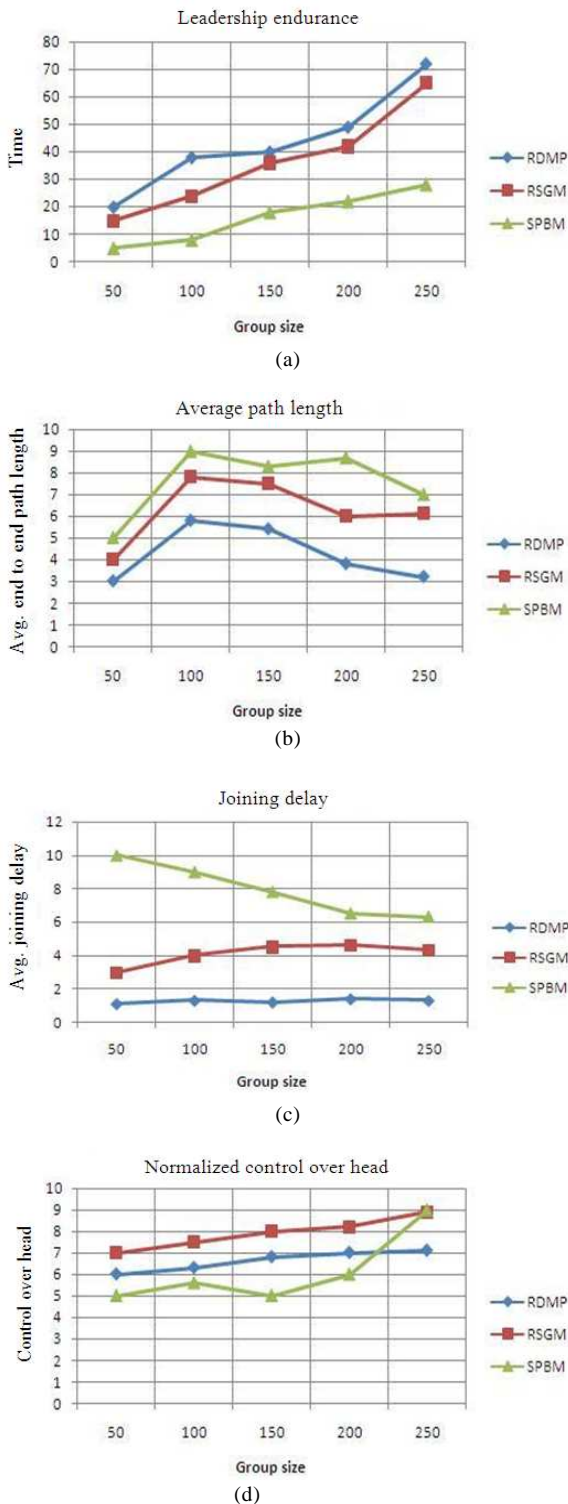 Leadership endurance
80
70
60
50
40
30
20
10
0
Time
50 100 150 200 250
Group size
RDMP
RSGM
SPBM
(a)
Average path length
10
9
8
7
6
5
4
3
2
1
0
Avg. end to end path length
50 100 150 200 250
Group size
RDMP
RSGM
SPBM
(b)
Joining delay
12
10
8
6
4
2
0
Avg. joining delay
50 100 150 200 250
Group size
RDMP
RSGM
SPBM
(c)
Normalized control over head
10
9
8
7
6
5
4
3
2
1
0
Control over head
50 100 150 200 250
Group size
RDMP
RSGM
SPBM
(d)